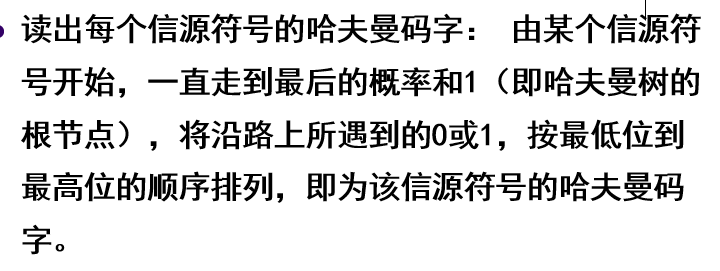 读出每个信源符号的哈夫曼码字： 由某个信源符
号开始，一直走到最后的概率和1（即哈夫曼树的
根节点），将沿路上所遇到的0或1，按最低位到
最高位的顺序排列，即为该信源符号的哈夫曼码
字。